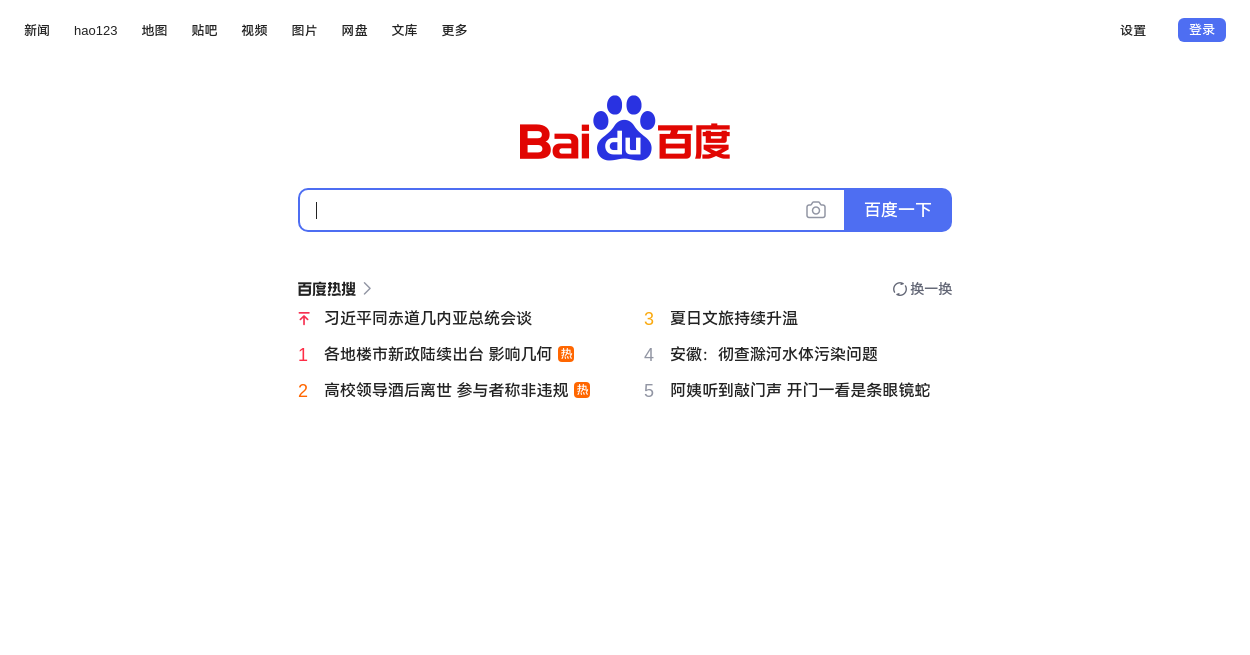 新闻 hao123 地图 贴吧 视频 图片 网盘 文库 更多 设置 登录
Baidu百度
百度一下
百度热搜 换一换
习近平同赤道几内亚总统会谈
1 各地楼市新政陆续出台 影响几何 热
2 高校领导酒后离世 参与者称非违规 热
3 夏日文旅持续升温
4 安徽：彻查滁河水体污染问题
5 阿姨听到敲门声 开门一看是条眼镜蛇